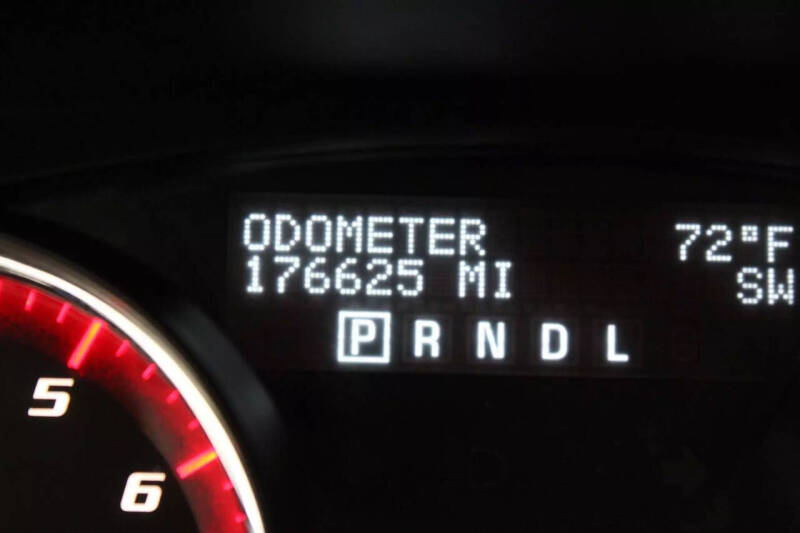 ODOMETER 72°F
176625 MI SW
P R N D L
5
6